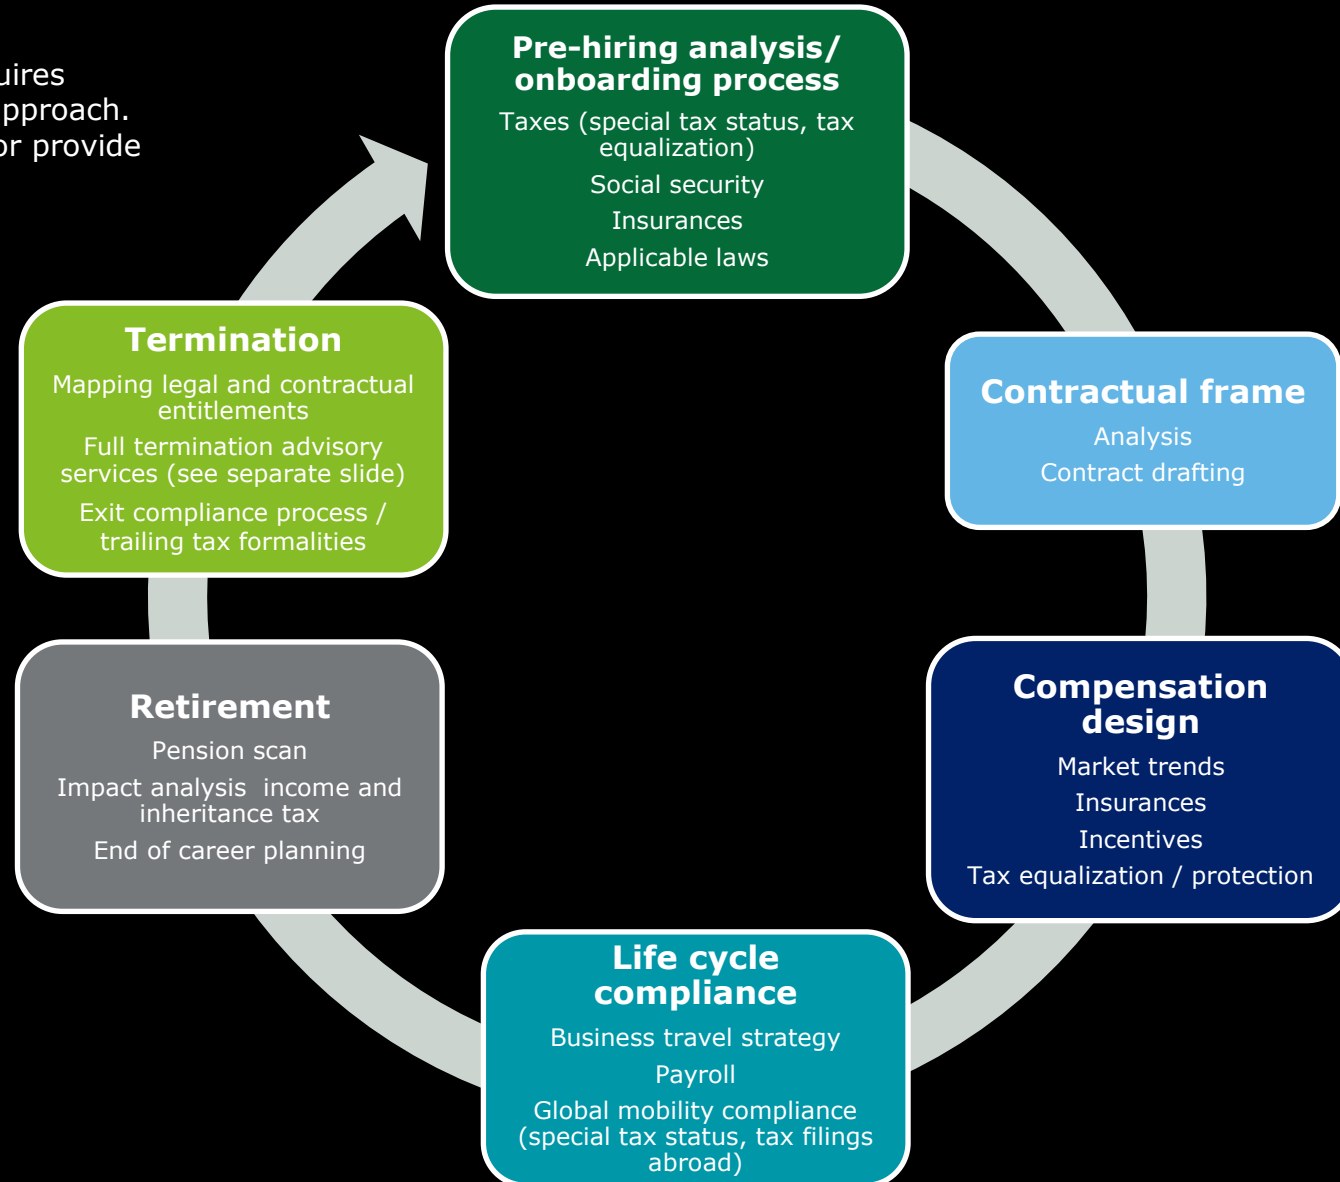 uires
pproach.
or provide
Pre-hiring analysis/
onboarding process
Taxes (special tax status, tax
equalization)
Social security
Insurances
Applicable laws
Contractual frame
Analysis
Contract drafting
Compensation
design
Market trends
Insurances
Incentives
Tax equalization / protection
Life cycle
compliance
Business travel strategy
Payroll
Global mobility compliance
(special tax status, tax filings
abroad)
Retirement
Pension scan
Impact analysis  income and
inheritance tax
End of career planning
Termination
Mapping legal and contractual
entitlements
Full termination advisory
services (see separate slide)
Exit compliance process /
trailing tax formalities